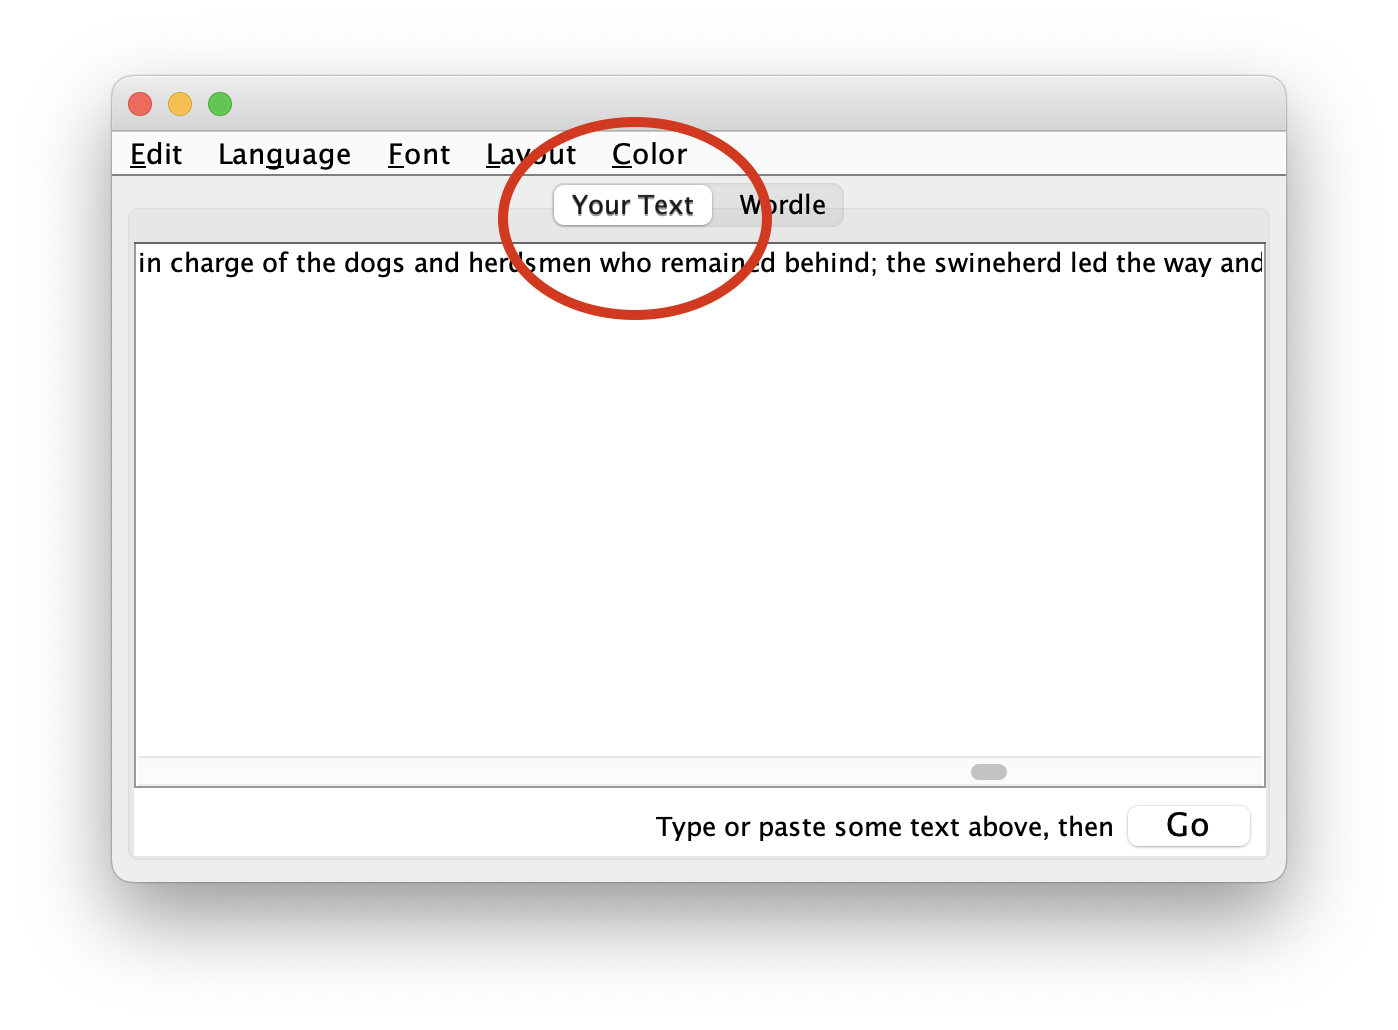 Edit Language Font Layout Color
Your Text Wordle
in charge of the dogs and herdsmen who remained behind; the swineherd led the way and
Type or paste some text above, then Go